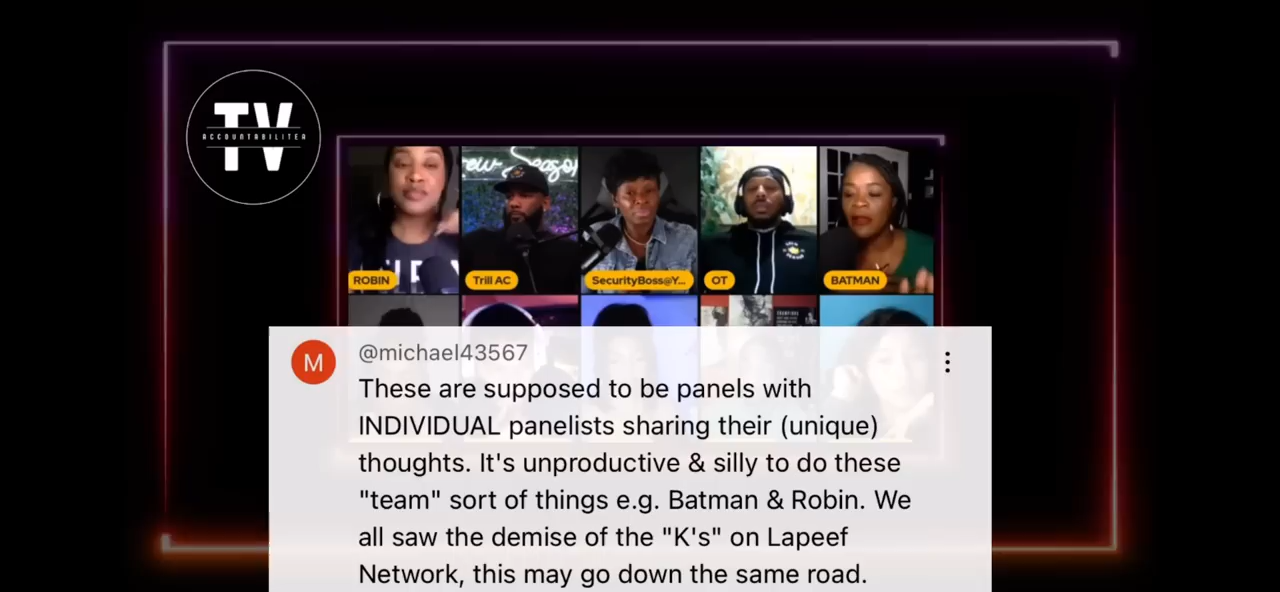 TV
ACCOUNTABILITEA
ew Season
ROBIN
Trill AC
SecurityBoss@Y...
OT
BATMAN
M
@michael43567
These are supposed to be panels with
INDIVIDUAL panelists sharing their (unique)
thoughts. It's unproductive & silly to do these
"team" sort of things e.g. Batman & Robin. We
all saw the demise of the "K's" on Lapeef
Network, this may go down the same road.